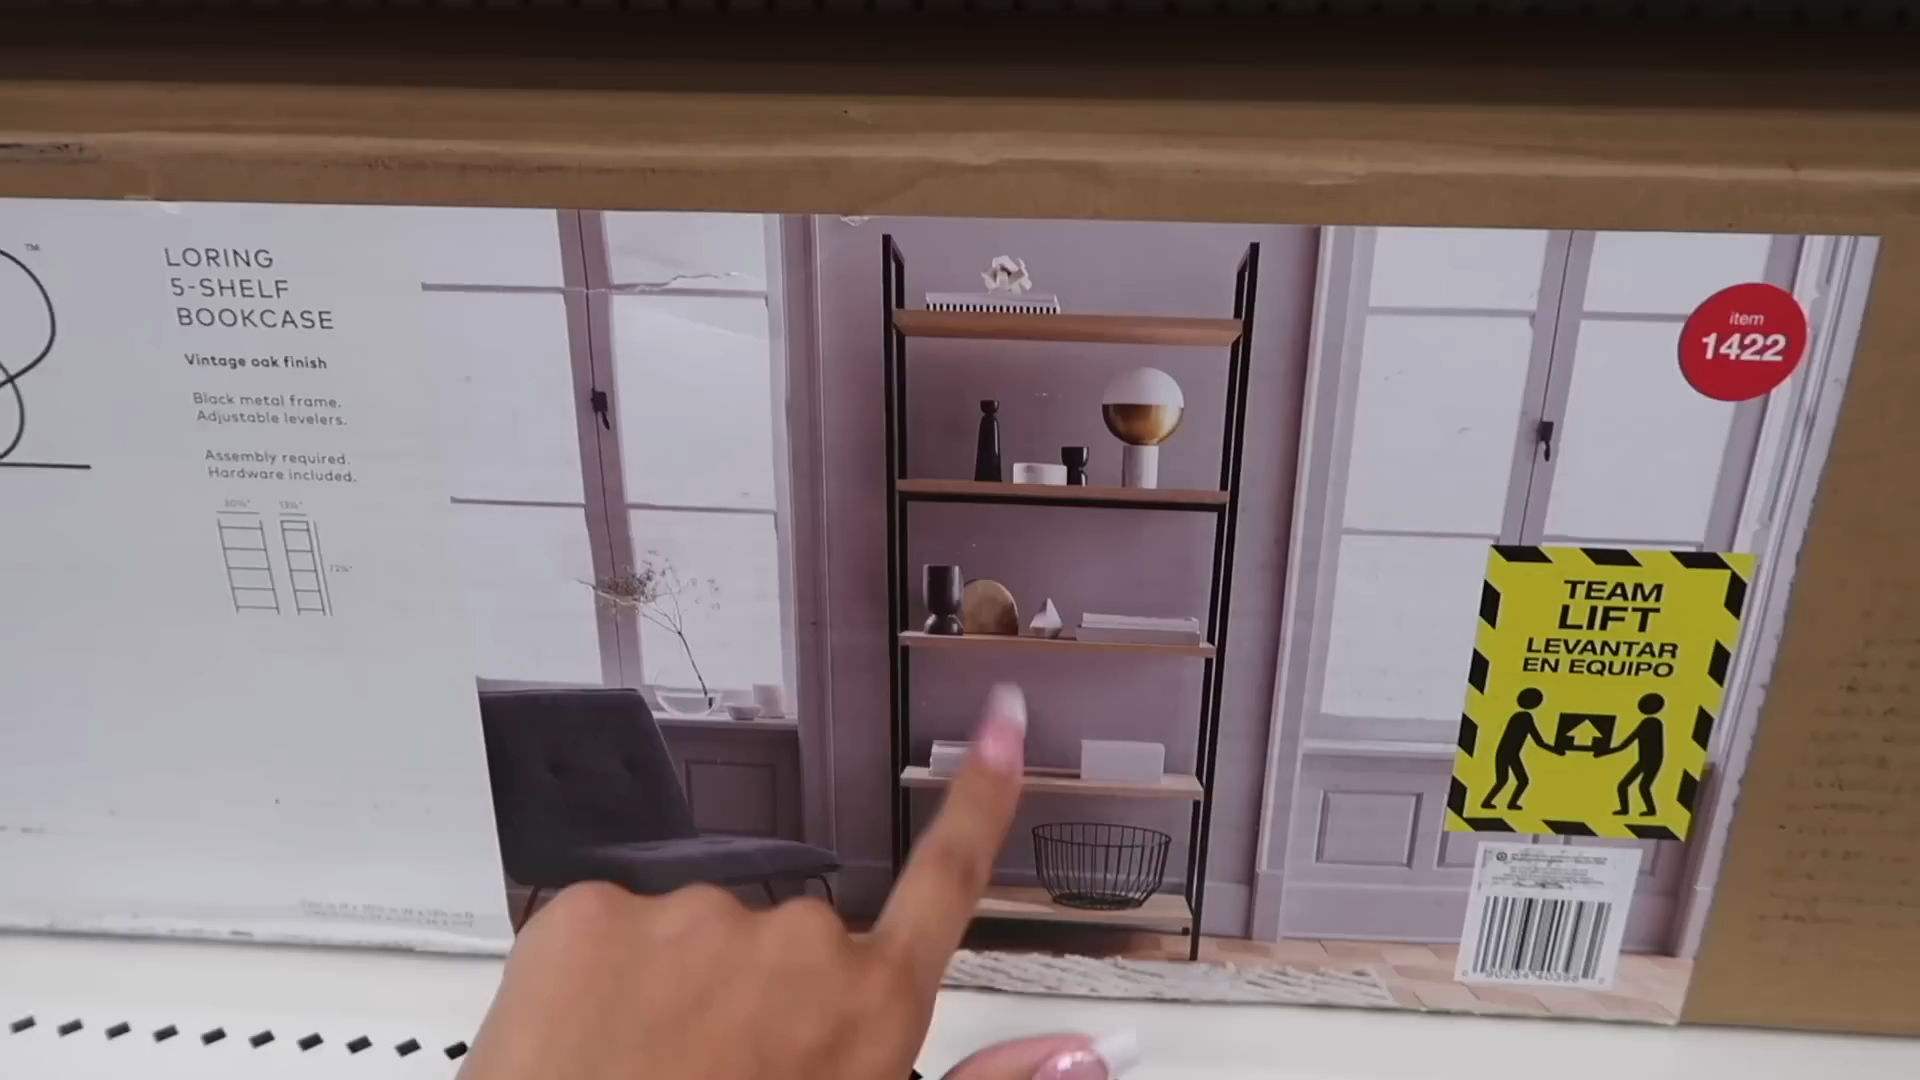 TM
LORING
5-SHELF
BOOKCASE
Vintage oak finish
Black metal frame.
Adjustable levelers.
Assembly required.
Hardware included.
item
1422
TEAM
LIFT
LEVANTAR
EN EQUIPO